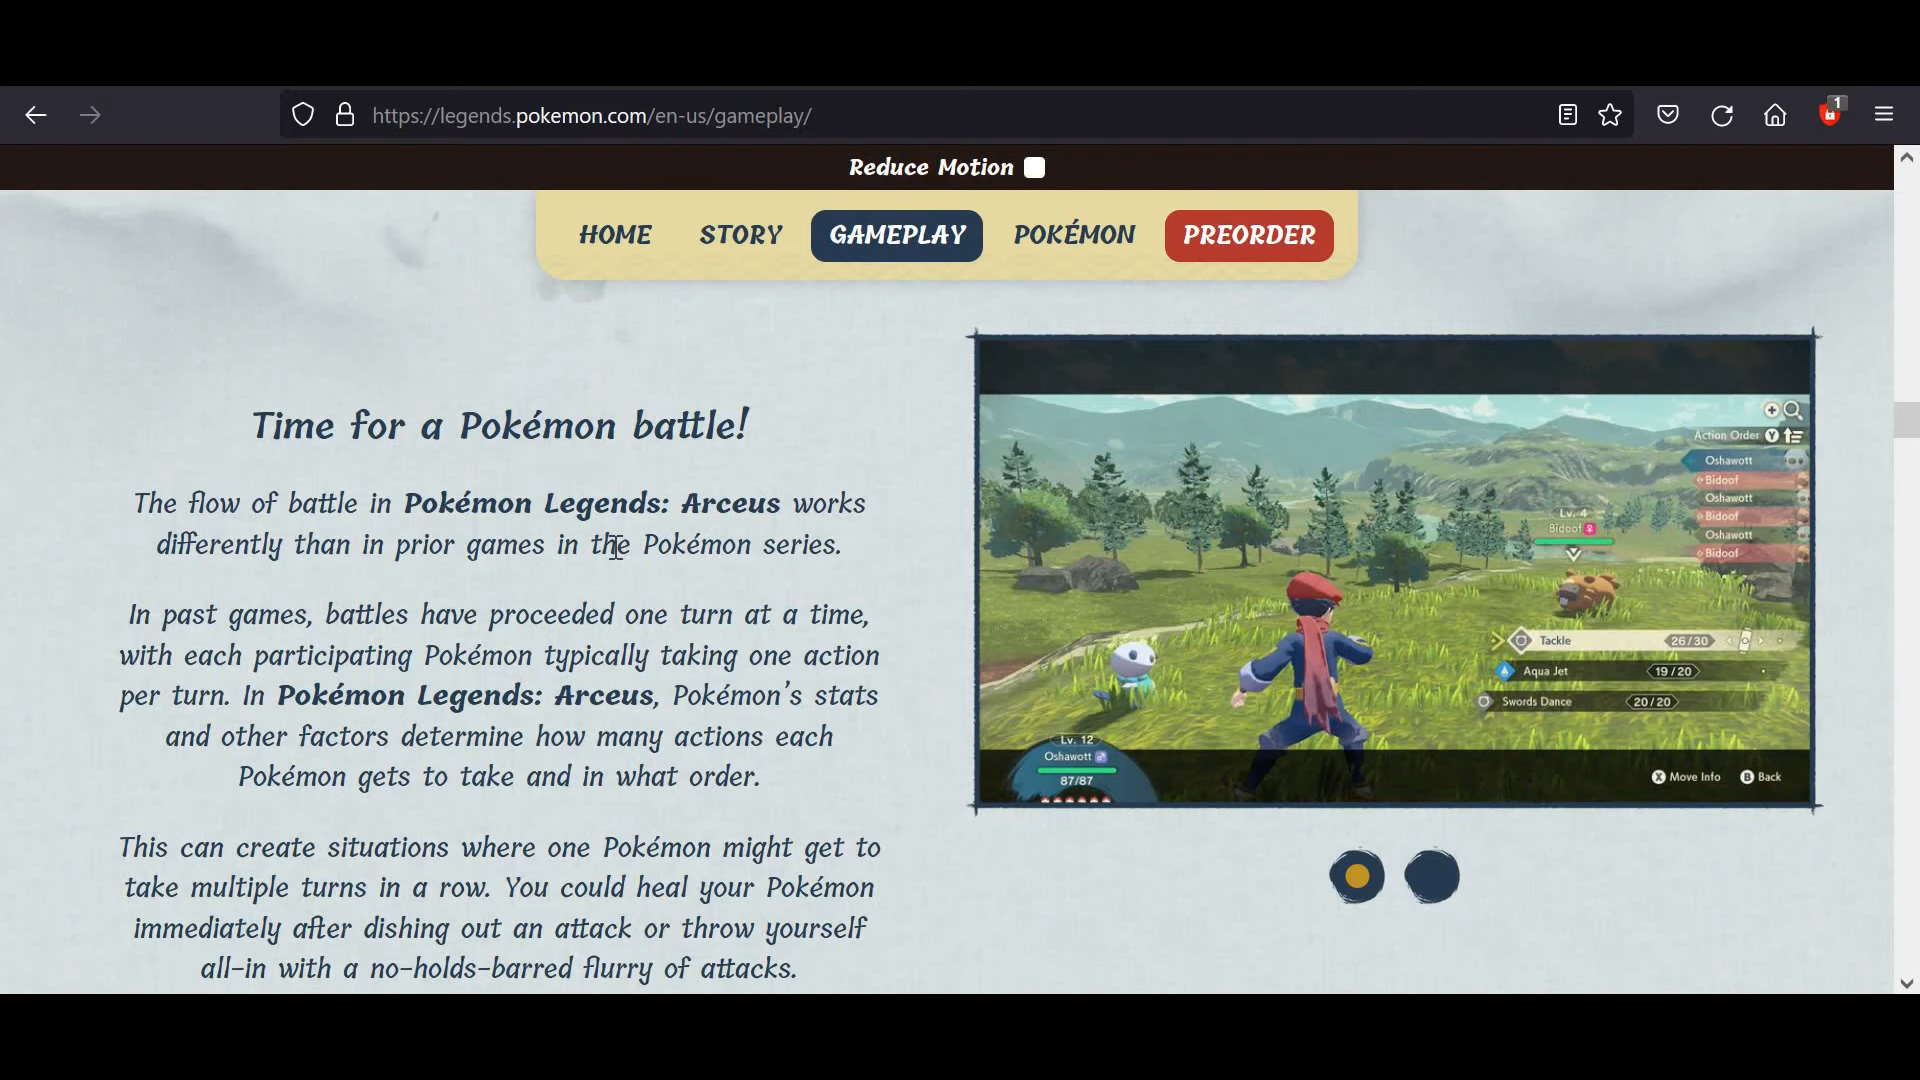 1
https://legends.pokemon.com/en-us/gameplay/
Reduce Motion
HOME STORY GAMEPLAY POKÉMON PREORDER
Time for a Pokémon battle!
The flow of battle in Pokémon Legends: Arceus works
differently than in prior games in the Pokémon series.
In past games, battles have proceeded one turn at a time,
with each participating Pokémon typically taking one action
per turn. In Pokémon Legends: Arceus, Pokémon's stats
and other factors determine how many actions each
Pokémon gets to take and in what order.
This can create situations where one Pokémon might get to
take multiple turns in a row. You could heal your Pokémon
immediately after dishing out an attack or throw yourself
all-in with a no-holds-barred flurry of attacks.
Action Order Y
Oshawott
Bidoof
Oshawott
Bidoof
Oshawott
Bidoof
Lv. 4
Bidoof
Tackle 26/30
Aqua Jet 19/20
Swords Dance 20/20
Lv. 12
Oshawott
87/87
X Move Info B Back